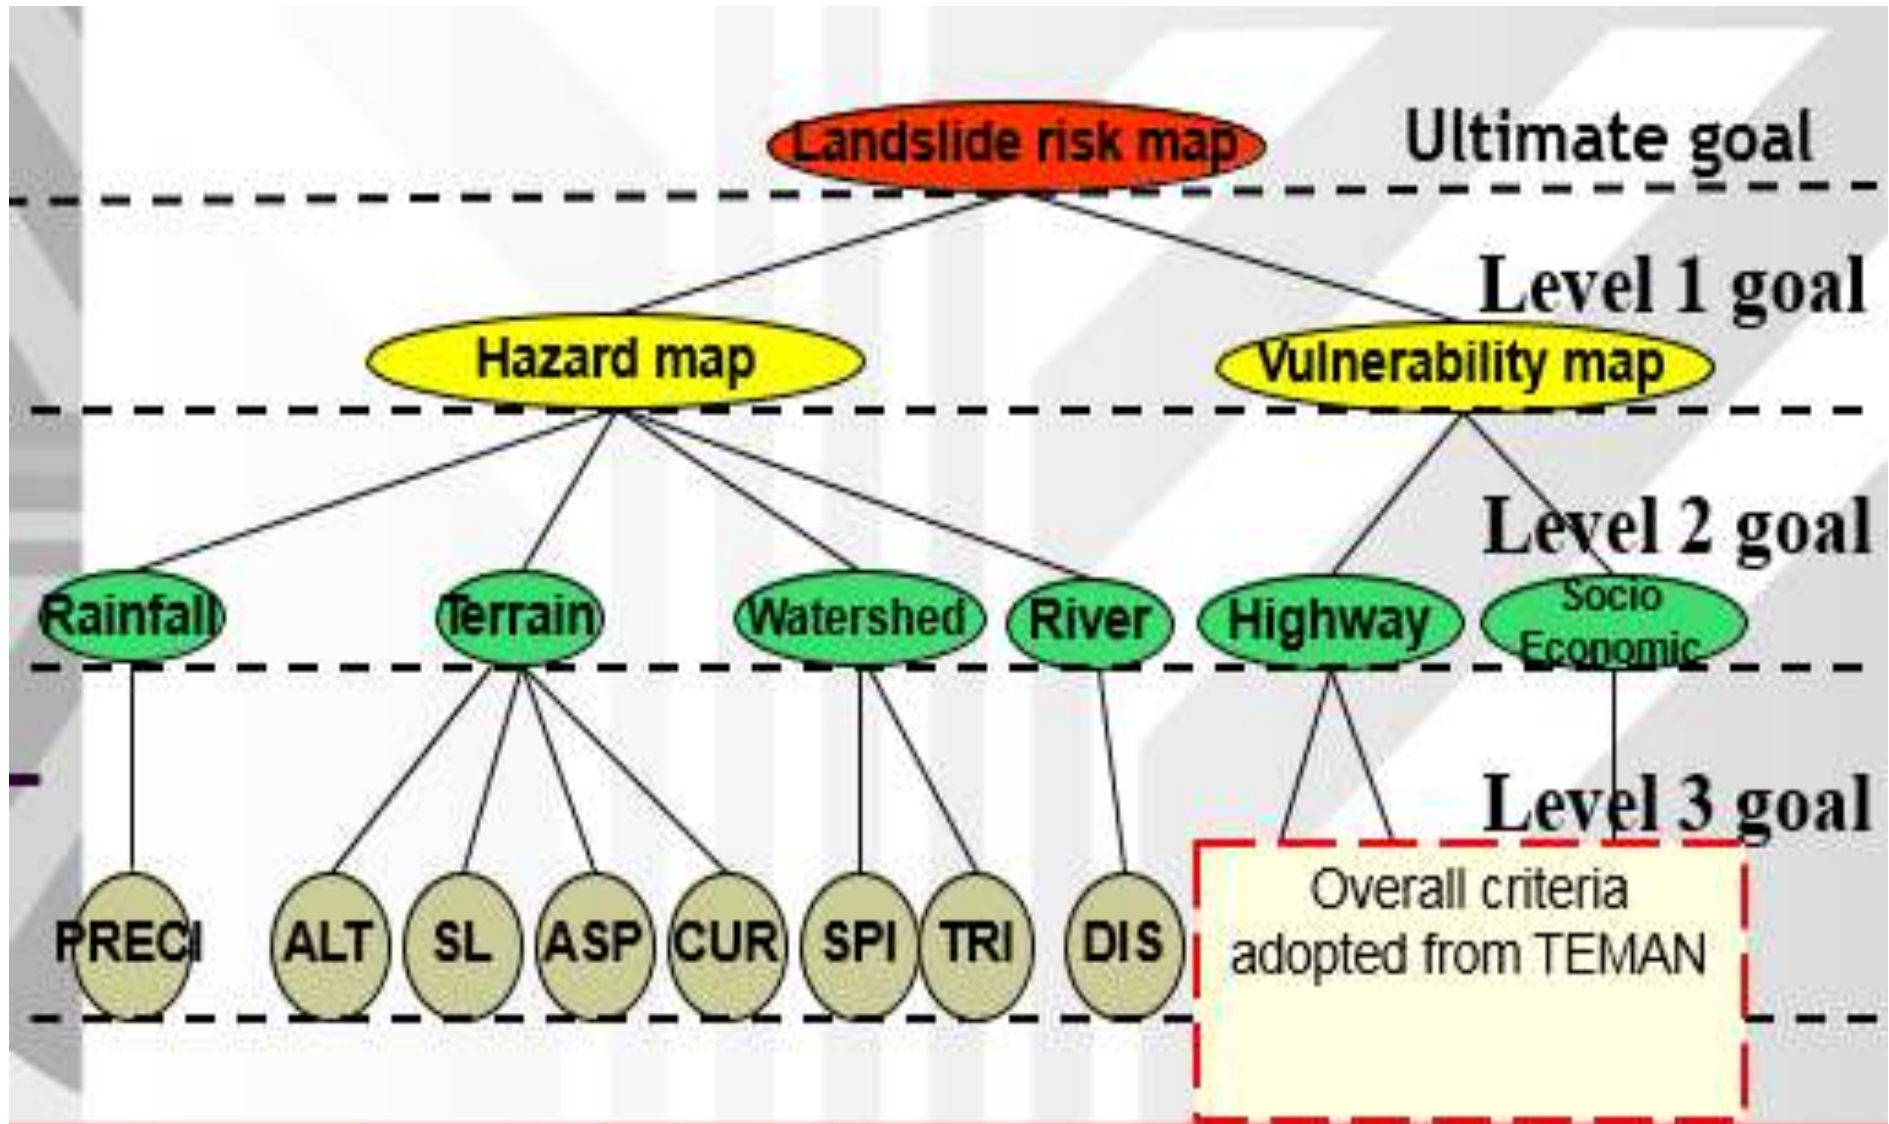 Landslide risk map
Ultimate goal
Level 1 goal
Hazard map
Vulnerability map
Level 2 goal
Rainfall
Terrain
Watershed
River
Highway
Socio
Economic
Level 3 goal
PRECI
ALT
SL
ASP
CUR
SPI
TRI
DIS
Overall criteria
adopted from TEMAN